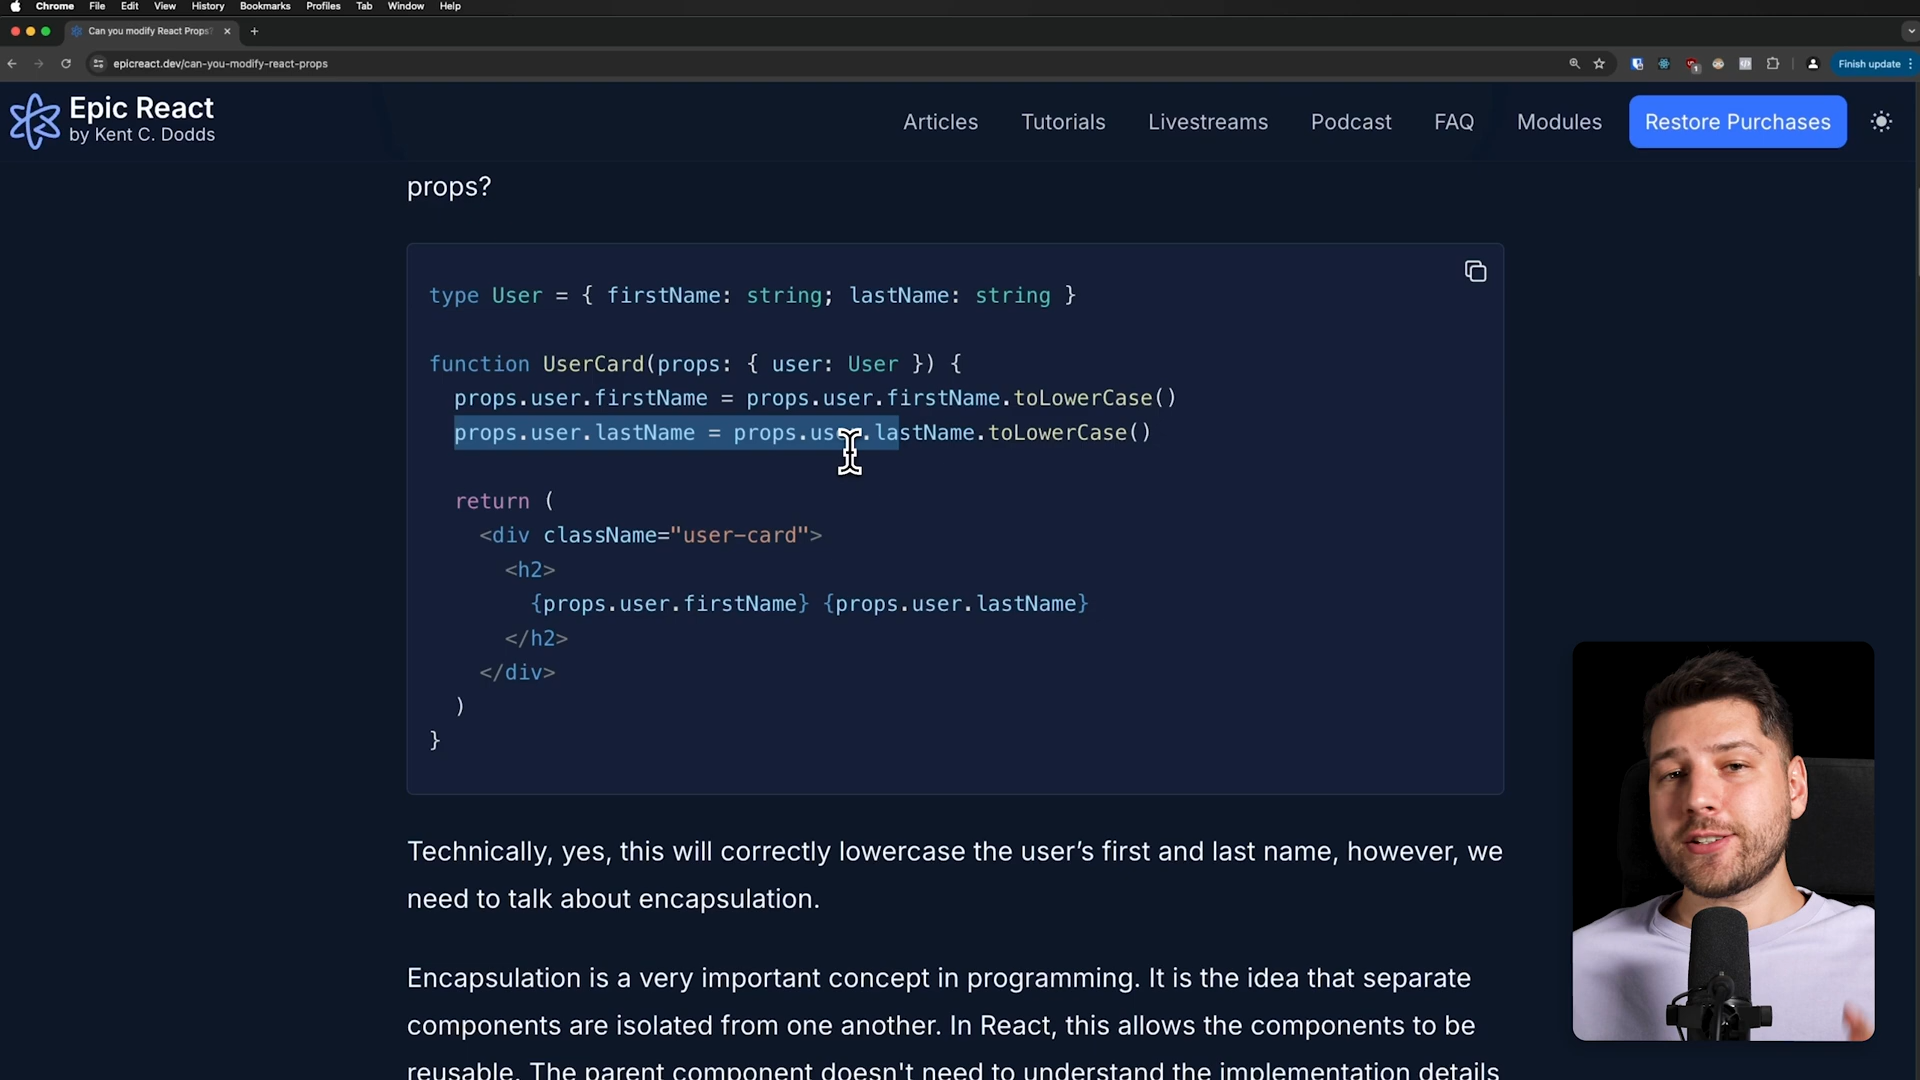 Chrome File Edit View History Bookmarks Profiles Tab Window Help
Can you modify React Props?
epicreact.dev/can-you-modify-react-props
Finish update
Epic React
by Kent C. Dodds
Articles Tutorials Livestreams Podcast FAQ Modules Restore Purchases
props?
type User = { firstName: string; lastName: string }
function UserCard(props: { user: User }) {
props.user.firstName = props.user.firstName.toLowerCase()
props.user.lastName = props.user.lastName.toLowerCase()
return (
<div className="user-card">
<h2>
{props.user.firstName} {props.user.lastName}
</h2>
</div>
)
}
Technically, yes, this will correctly lowercase the user's first and last name, however, we
need to talk about encapsulation.
Encapsulation is a very important concept in programming. It is the idea that separate
components are isolated from one another. In React, this allows the components to be
reusable. The parent component doesn't need to understand the implementation details